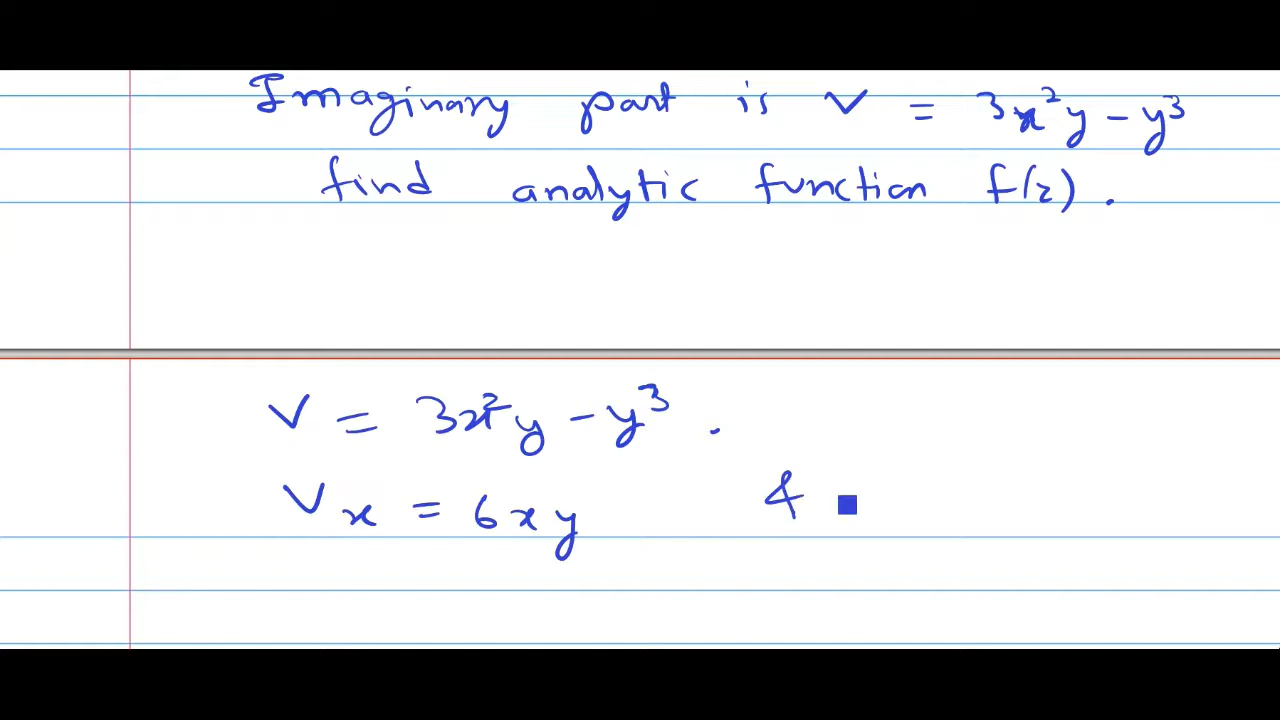 Imaginary part is v = 3x²y - y³
find analytic function f(z).
v = 3x²y - y³.
vₓ = 6xy &